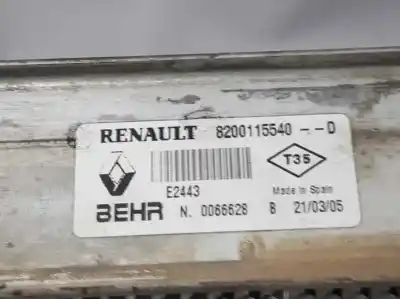 RENAULT 8200115540 -- D
T35
E2443
Made in Spain
BEHR N. 0066628 B 21/03/05